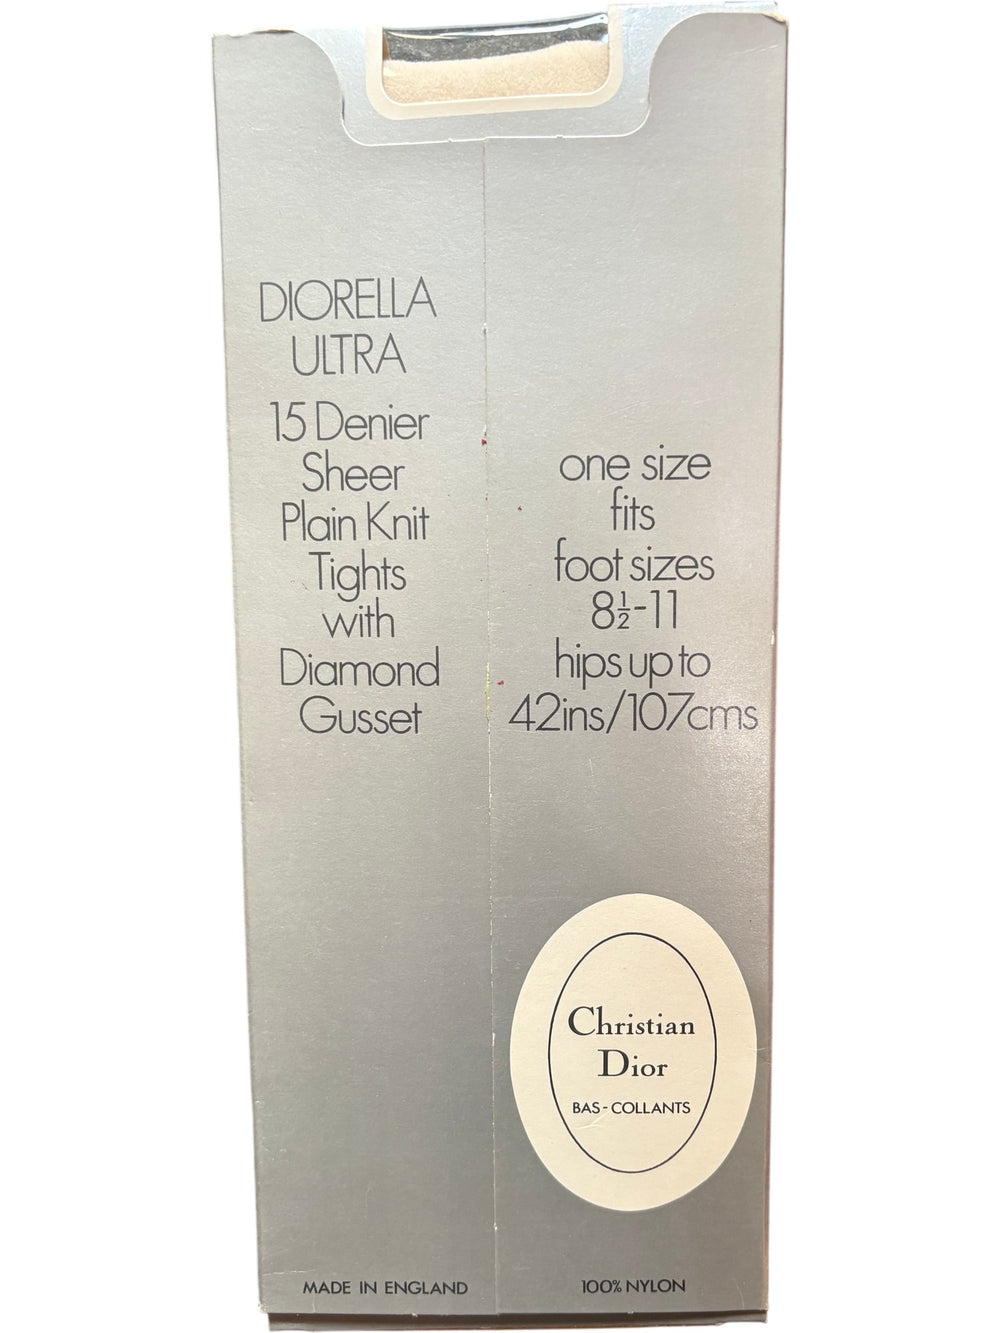 DIORELLA
ULTRA
15 Denier
Sheer
Plain Knit
Tights
with
Diamond
Gusset
one size
fits
foot sizes
8½-11
hips up to
42ins/107cms
Christian
Dior
BAS-COLLANTS
MADE IN ENGLAND
100% NYLON